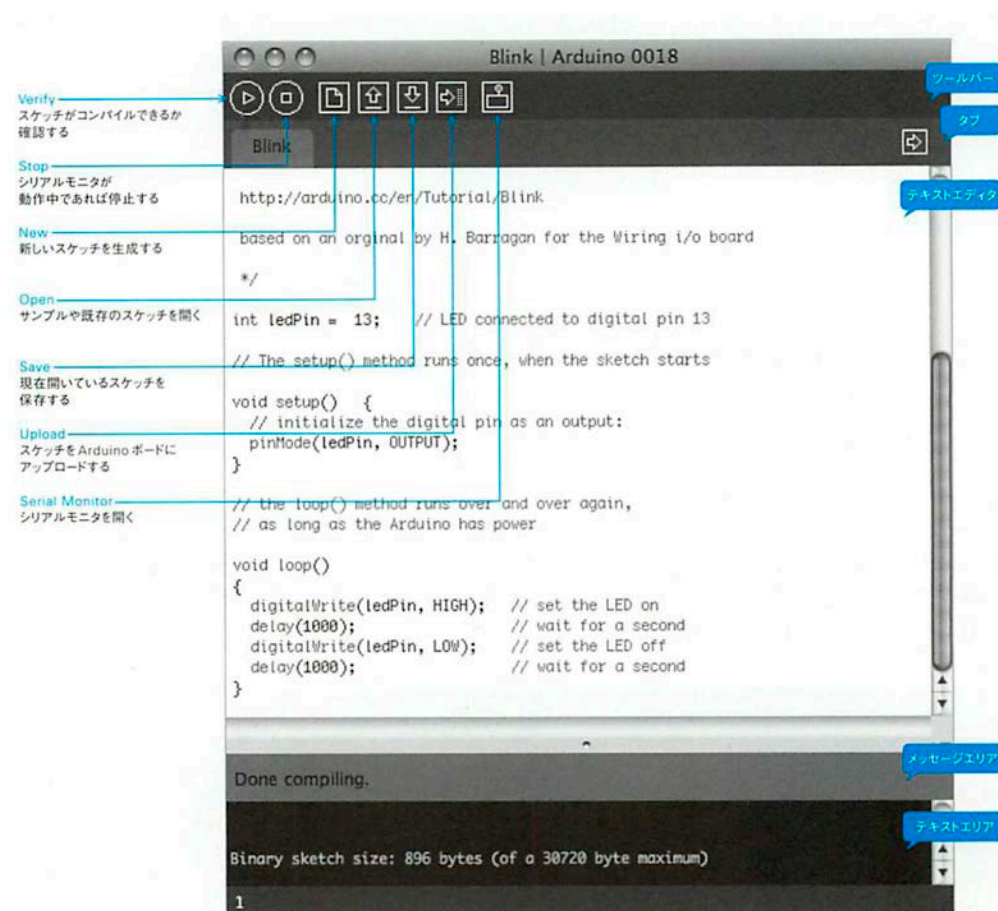 Blink | Arduino 0018
ツールバー
タブ
Blink
テキストエディタ
Verify
スケッチがコンパイルできるか
確認する
Stop
シリアルモニタが
動作中であれば停止する
New
新しいスケッチを生成する
Open
サンプルや既存のスケッチを開く
Save
現在開いているスケッチを
保存する
Upload
スケッチをArduinoボードに
アップロードする
Serial Monitor
シリアルモニタを開く
http://arduino.cc/en/Tutorial/Blink
based on an orginal by H. Barragan for the Wiring i/o board
*/
int ledPin = 13; // LED connected to digital pin 13
// The setup() method runs once, when the sketch starts
void setup() {
// initialize the digital pin as an output:
pinMode(ledPin, OUTPUT);
}
// the loop() method runs over and over again,
// as long as the Arduino has power
void loop()
{
digitalWrite(ledPin, HIGH); // set the LED on
delay(1000); // wait for a second
digitalWrite(ledPin, LOW); // set the LED off
delay(1000); // wait for a second
}
メッセージエリア
Done compiling.
テキストエリア
Binary sketch size: 896 bytes (of a 30720 byte maximum)
1